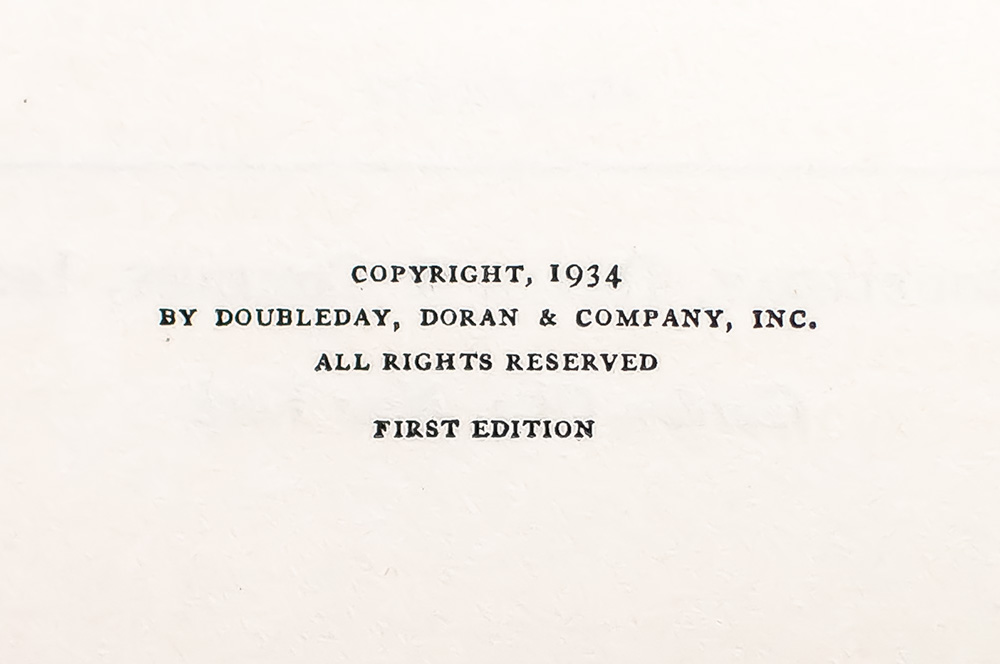 COPYRIGHT, 1934
BY DOUBLEDAY, DORAN & COMPANY, INC.
ALL RIGHTS RESERVED
FIRST EDITION